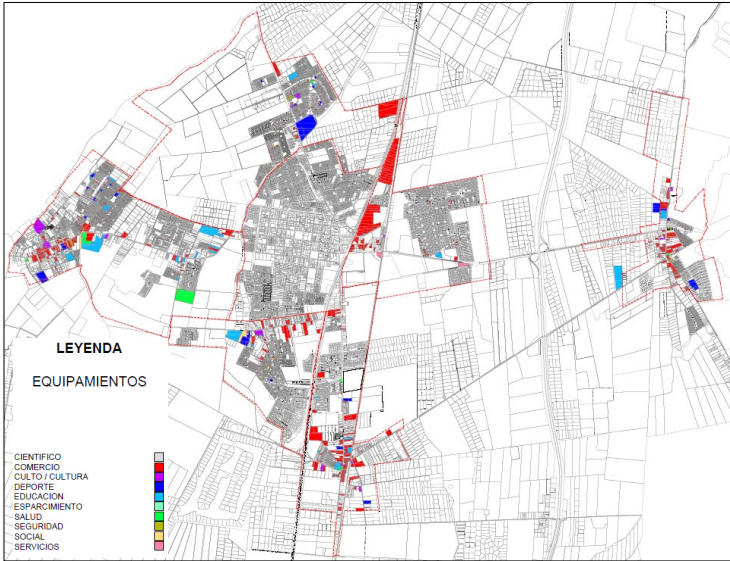 LEYENDA
EQUIPAMIENTOS
CIENTIFICO
COMERCIO
CULTO / CULTURA
DEPORTE
EDUCACION
ESPARCIMIENTO
SALUD
SEGURIDAD
SOCIAL
SERVICIOS